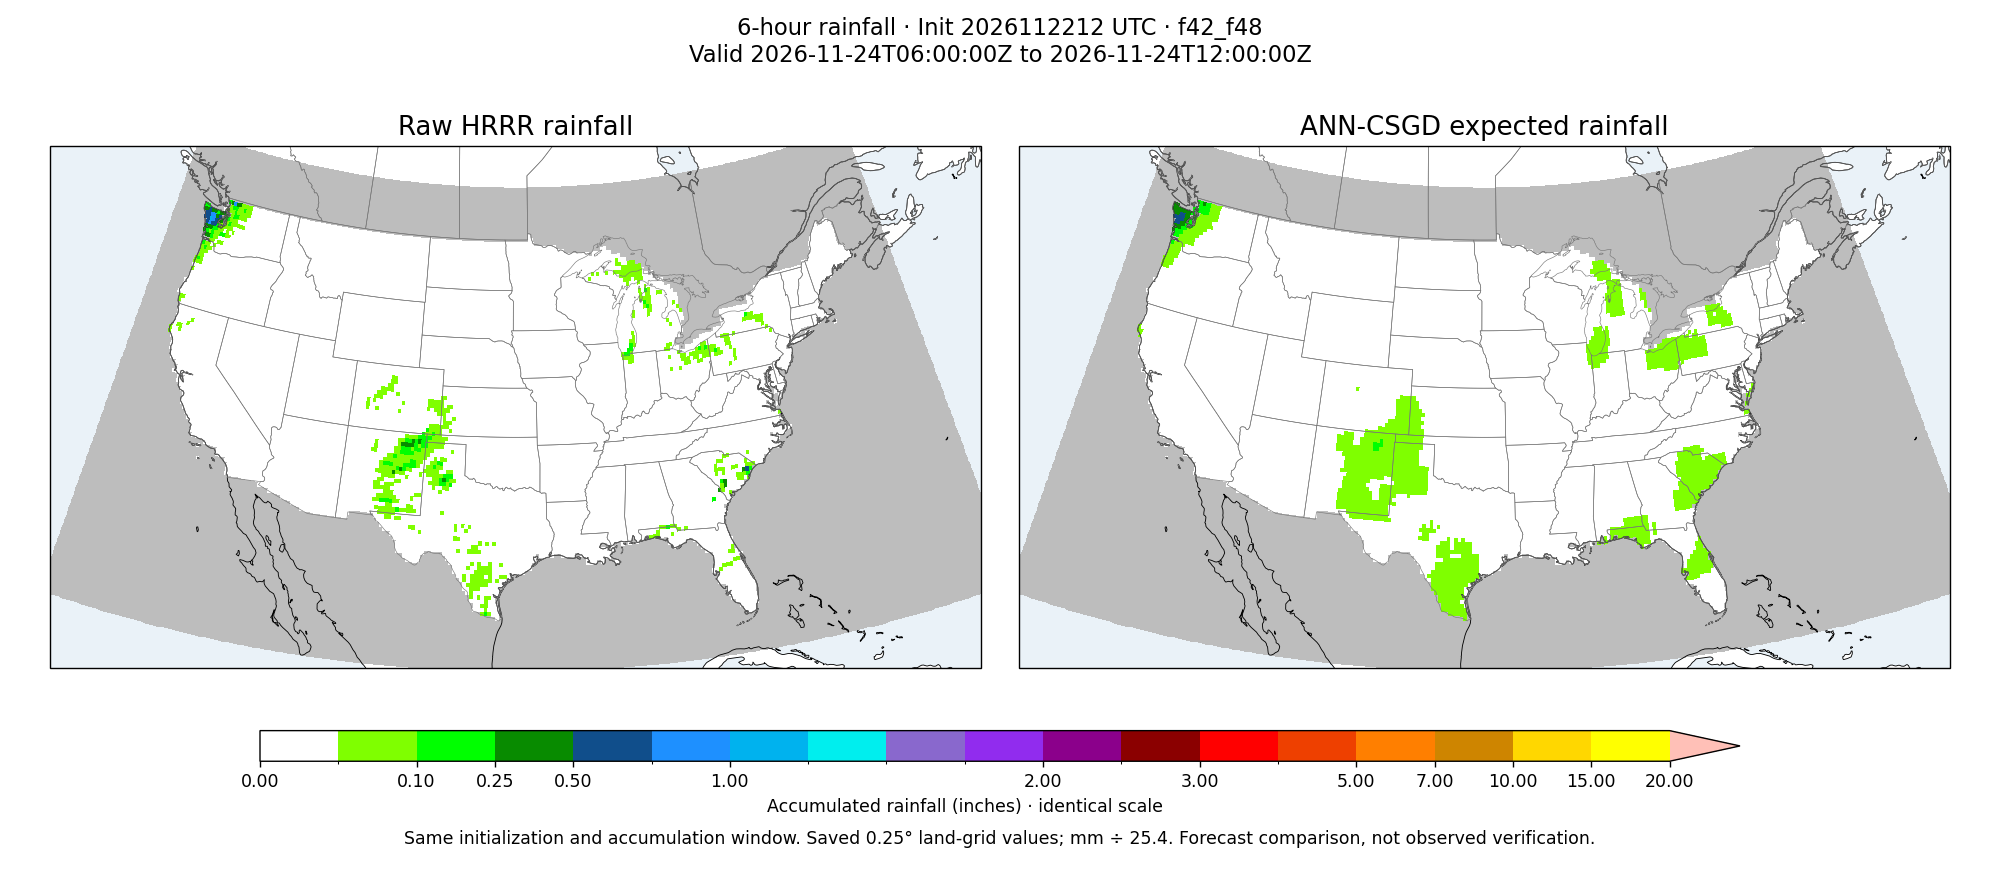 6-hour rainfall · Init 2026112212 UTC · f42_f48
Valid 2026-11-24T06:00:00Z to 2026-11-24T12:00:00Z
Raw HRRR rainfall
ANN-CSGD expected rainfall
0.00 0.10 0.25 0.50 1.00 2.00 3.00 5.00 7.00 10.00 15.00 20.00
Accumulated rainfall (inches) · identical scale
Same initialization and accumulation window. Saved 0.25° land-grid values; mm ÷ 25.4. Forecast comparison, not observed verification.